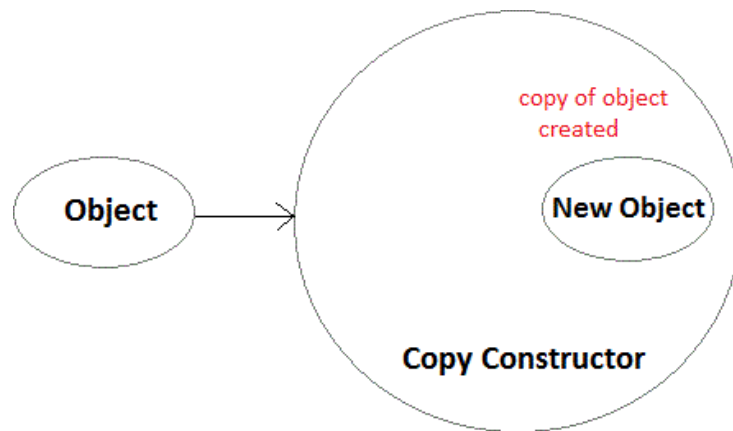 copy of object
created
Object
New Object
Copy Constructor